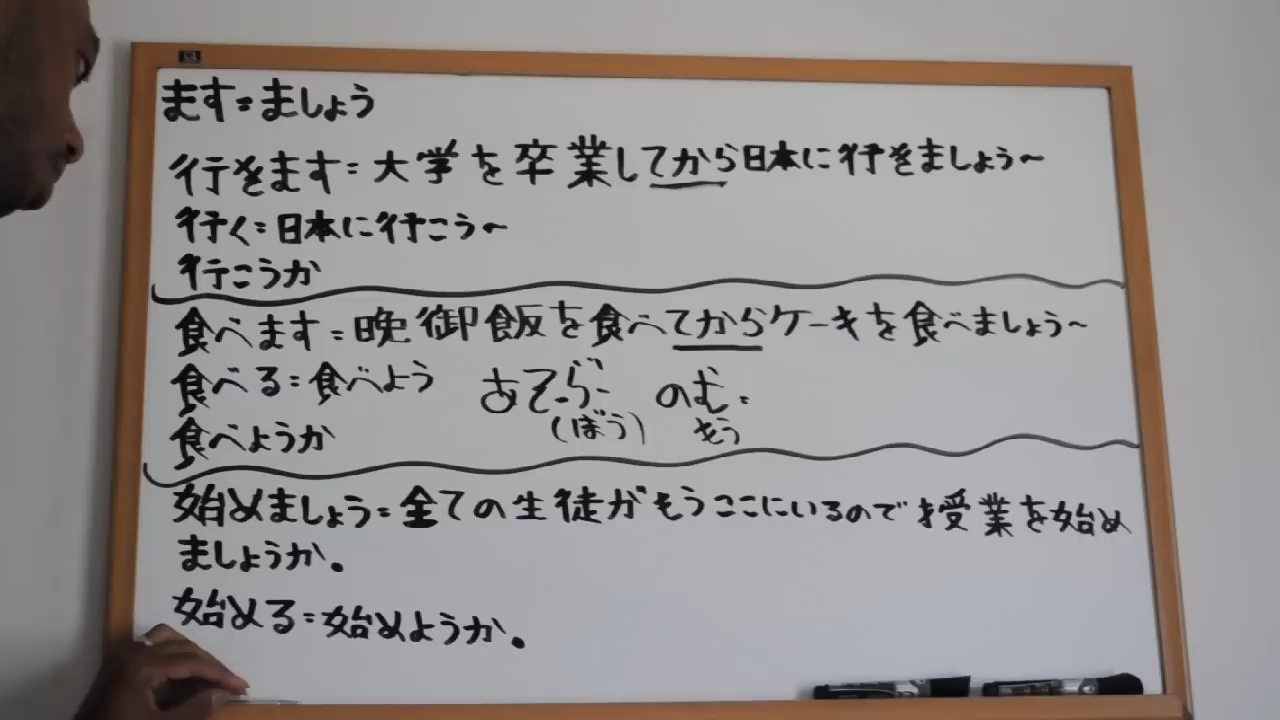 ます=ましょう
行きます=大学を卒業してから日本に行きましょう〜
行く=日本に行こう〜
行こうか
食べます=晩御飯を食べてからケーキを食べましょう〜
食べる=食べよう
食べようか
あそぶ=
(ぼう)
のむ=
もう
始めましょう=全ての生徒がもうここにいるので授業を始め
ましょうか。
始める=始めようか。